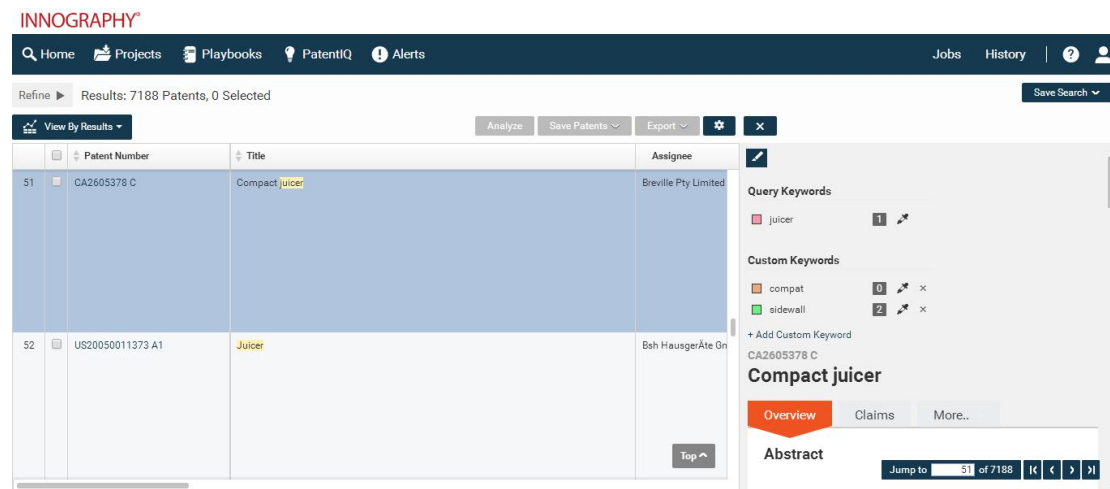 INNOGRAPHY®
Home Projects Playbooks PatentIQ Alerts Jobs History
Refine Results: 7188 Patents, 0 Selected Save Search
View By Results Analyze Save Patents Export
Patent Number Title Assignee
51 CA2605378 C Compact juicer Breville Pty Limited
Query Keywords
juicer 1
Custom Keywords
compat 0 ×
sidewall 2 ×
+ Add Custom Keyword
52 US20050011373 A1 Juicer Bsh HausgerÄte Gn
CA2605378 C
Compact juicer
Overview Claims More..
Abstract
Top
Jump to 51 of 7188